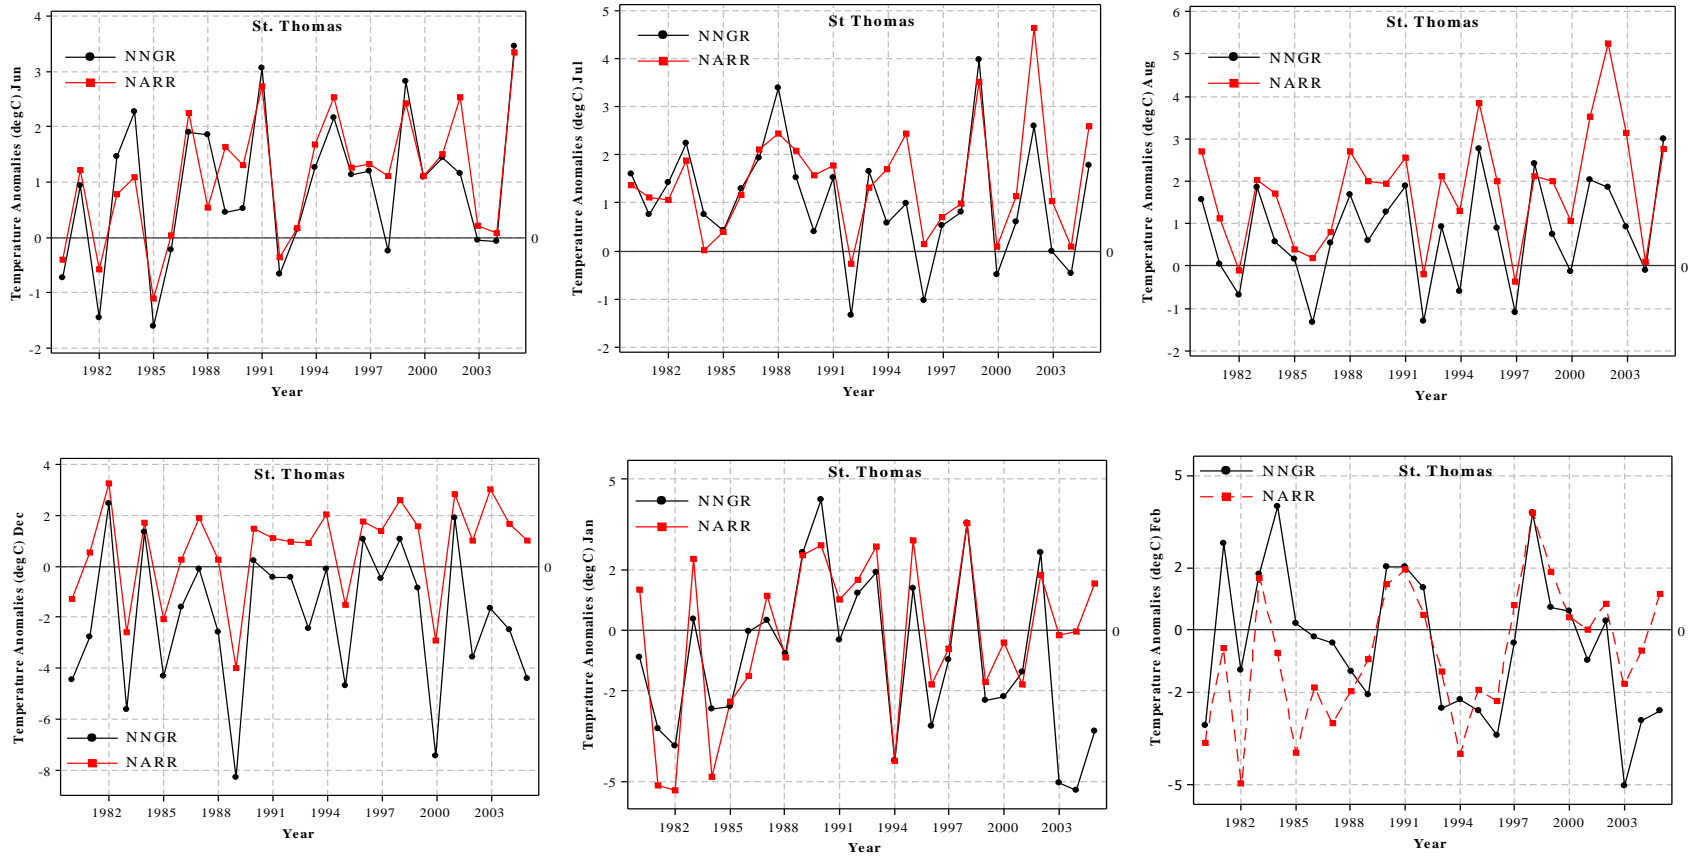 St. Thomas
NNGR
NARR
Temperature Anomalies (degC) Jun
4
3
2
1
0
-1
-2
0
1982 1985 1988 1991 1994 1997 2000 2003
Year
St Thomas
NNGR
NARR
Temperature Anomalies (degC) Jul
5
4
3
2
1
0
-1
-2
0
1982 1985 1988 1991 1994 1997 2000 2003
Year
St. Thomas
NNGR
NARR
Temperature Anomalies (degC) Aug
6
5
4
3
2
1
0
-1
-2
0
1982 1985 1988 1991 1994 1997 2000 2003
Year
St. Thomas
NNGR
NARR
Temperature Anomalies (degC) Dec
4
2
0
-2
-4
-6
-8
0
1982 1985 1988 1991 1994 1997 2000 2003
Year
St. Thomas
NNGR
NARR
Temprature Anomalies (degC) Jan
5
2
0
-2
-5
0
1982 1985 1988 1991 1994 1997 2000 2003
Year
St. Thomas
NNGR
NARR
Temperature Anomalies (degC) Feb
5
2
0
-2
-5
0
1982 1985 1988 1991 1994 1997 2000 2003
Year